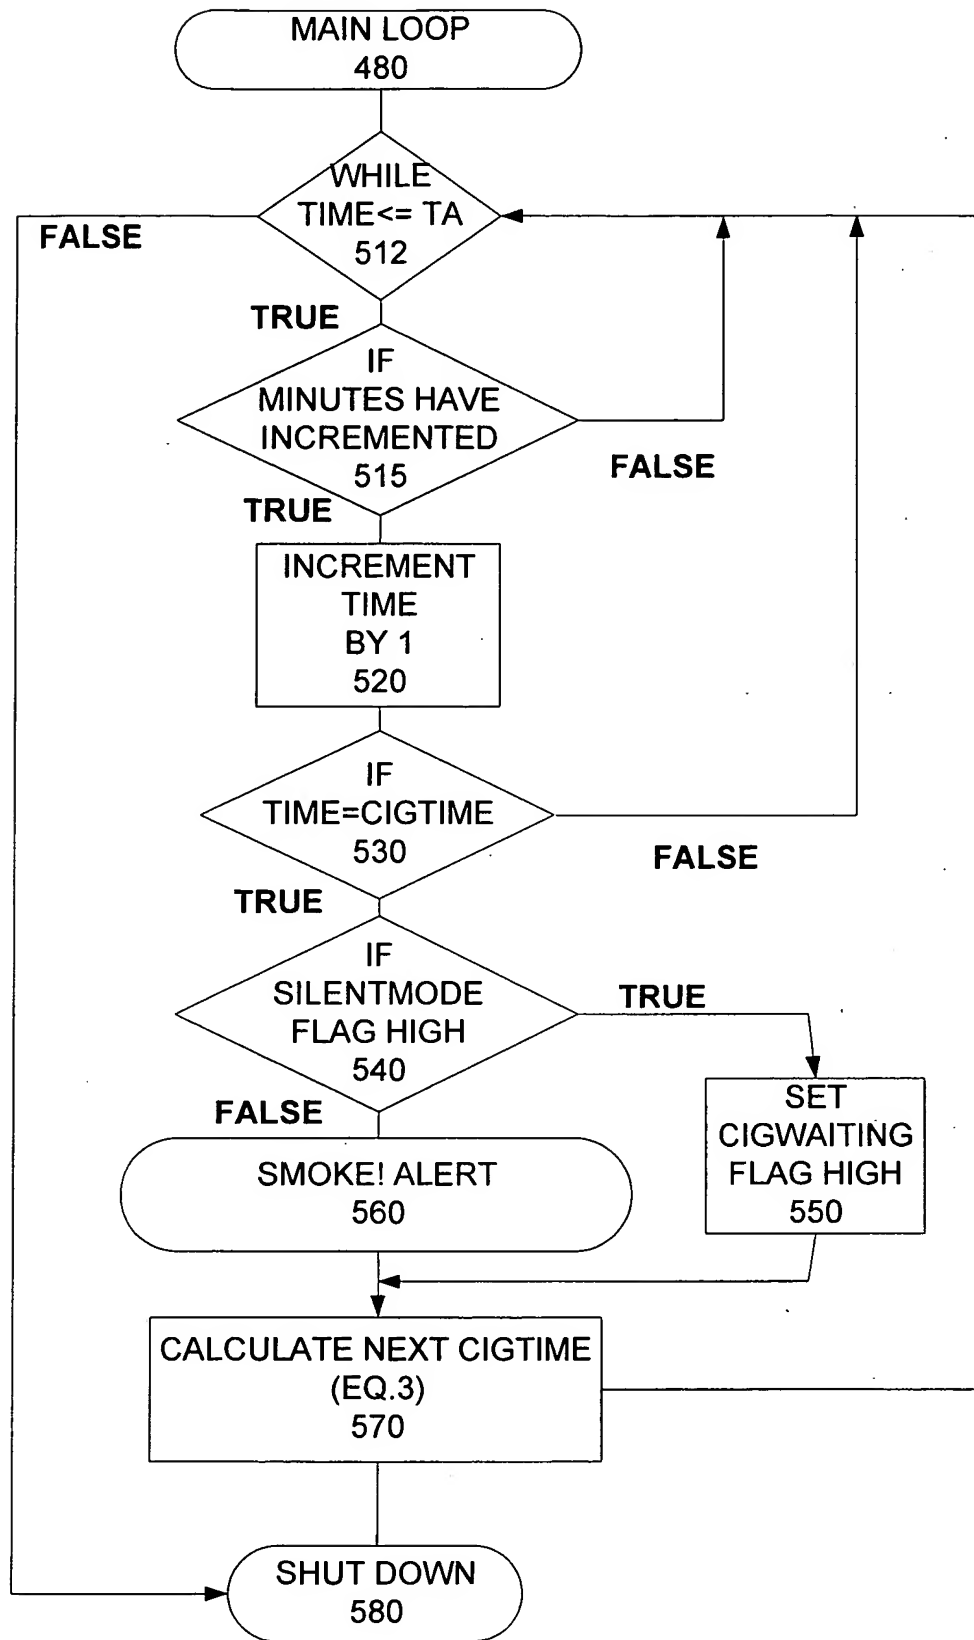 MAIN LOOP
480
WHILE
TIME<= TA
512
FALSE
TRUE
IF
MINUTES HAVE
INCREMENTED
515
FALSE
TRUE
INCREMENT
TIME
BY 1
520
IF
TIME=CIGTIME
530
FALSE
TRUE
IF
SILENTMODE
FLAG HIGH
540
TRUE
FALSE
SET
CIGWAITING
FLAG HIGH
550
SMOKE! ALERT
560
CALCULATE NEXT CIGTIME
(EQ.3)
570
SHUT DOWN
580